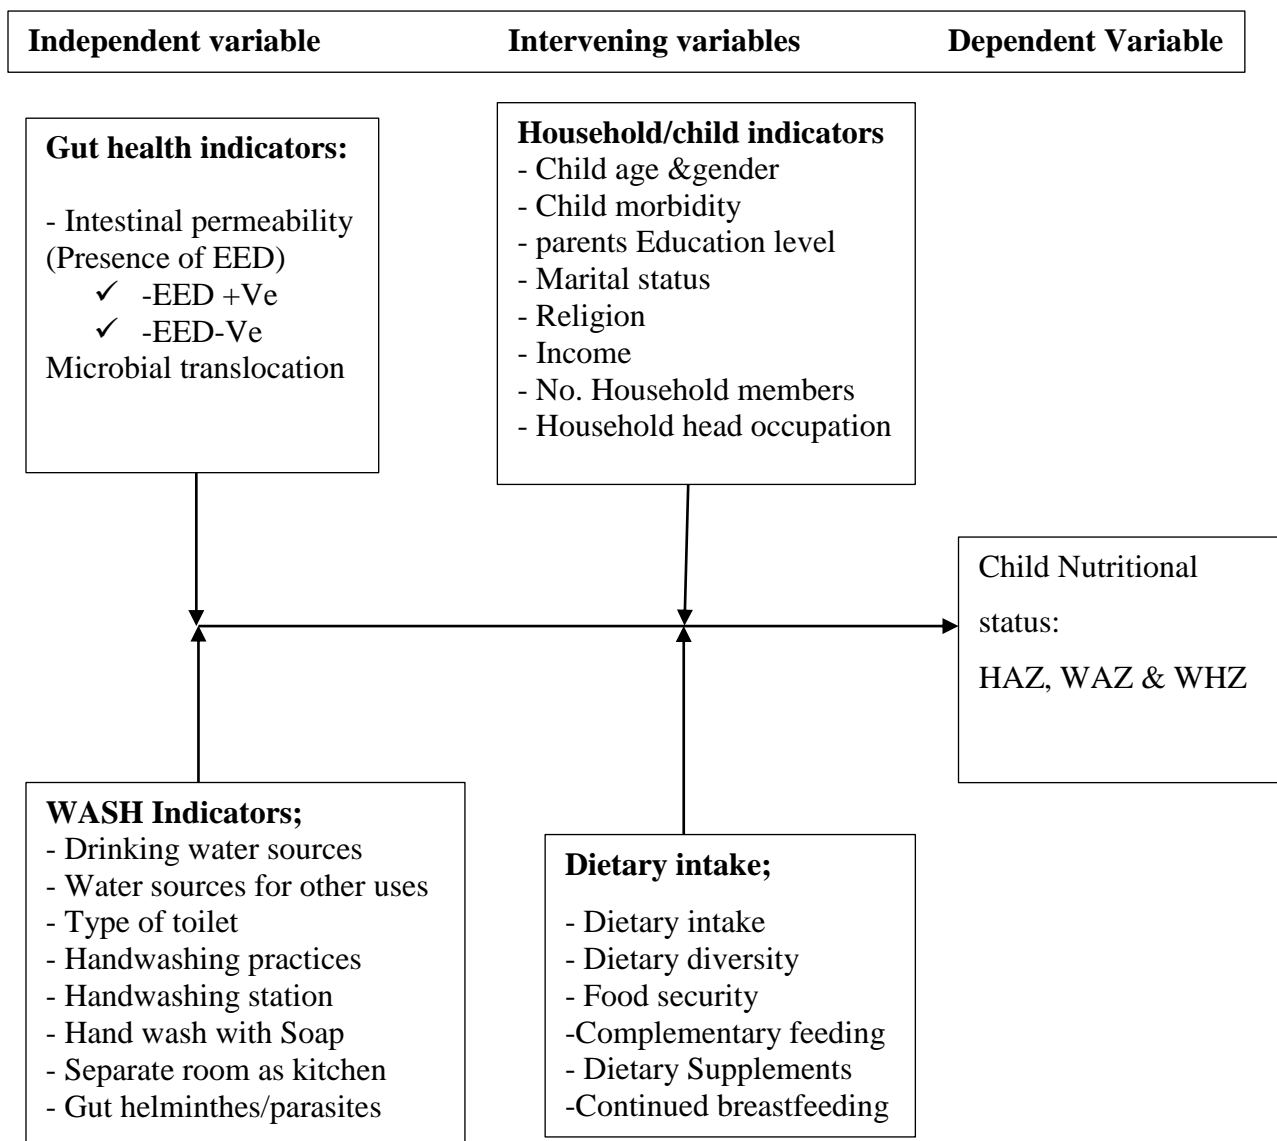 Independent variable Intervening variables Dependent Variable
Gut health indicators:
- Intestinal permeability
(Presence of EED)
✓ -EED +Ve
✓ -EED-Ve
Microbial translocation
Household/child indicators
- Child age &gender
- Child morbidity
- parents Education level
- Marital status
- Religion
- Income
- No. Household members
- Household head occupation
Child Nutritional
status:
HAZ, WAZ & WHZ
WASH Indicators;
- Drinking water sources
- Water sources for other uses
- Type of toilet
- Handwashing practices
- Handwashing station
- Hand wash with Soap
- Separate room as kitchen
- Gut helminthes/parasites
Dietary intake;
- Dietary intake
- Dietary diversity
- Food security
-Complementary feeding
- Dietary Supplements
-Continued breastfeeding